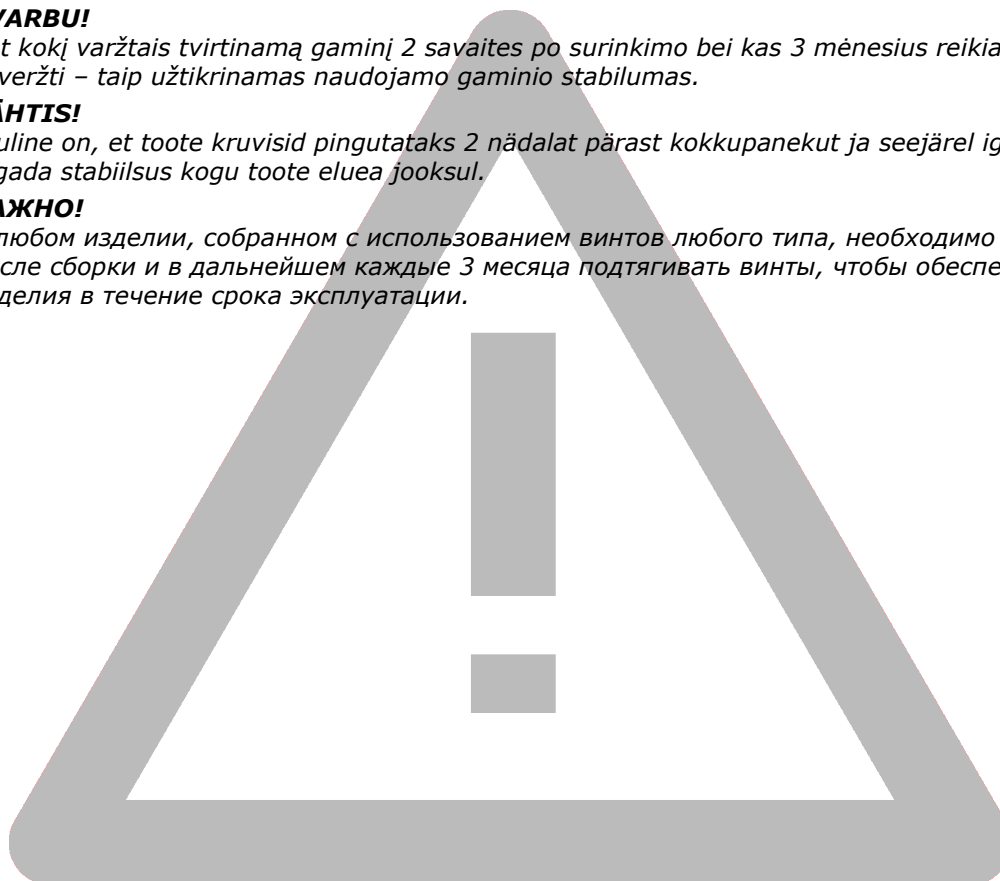 VARBU!
t kokį varžtais tvirtinamą gaminį 2 savaites po surinkimo bei kas 3 mėnesius reikia
veržti – taip užtikrinamas naudojamo gaminio stabilumas.
ÄHTIS!
uline on, et toote kruvisid pingutataks 2 nädalat pärast kokkupanekut ja seejärel ig
gada stabiilsus kogu toote eluea jooksul.
АЖНО!
любом изделии, собранном с использованием винтов любого типа, необходимо
сле сборки и в дальнейшем каждые 3 месяца подтягивать винты, чтобы обеспе
делия в течение срока эксплуатации.